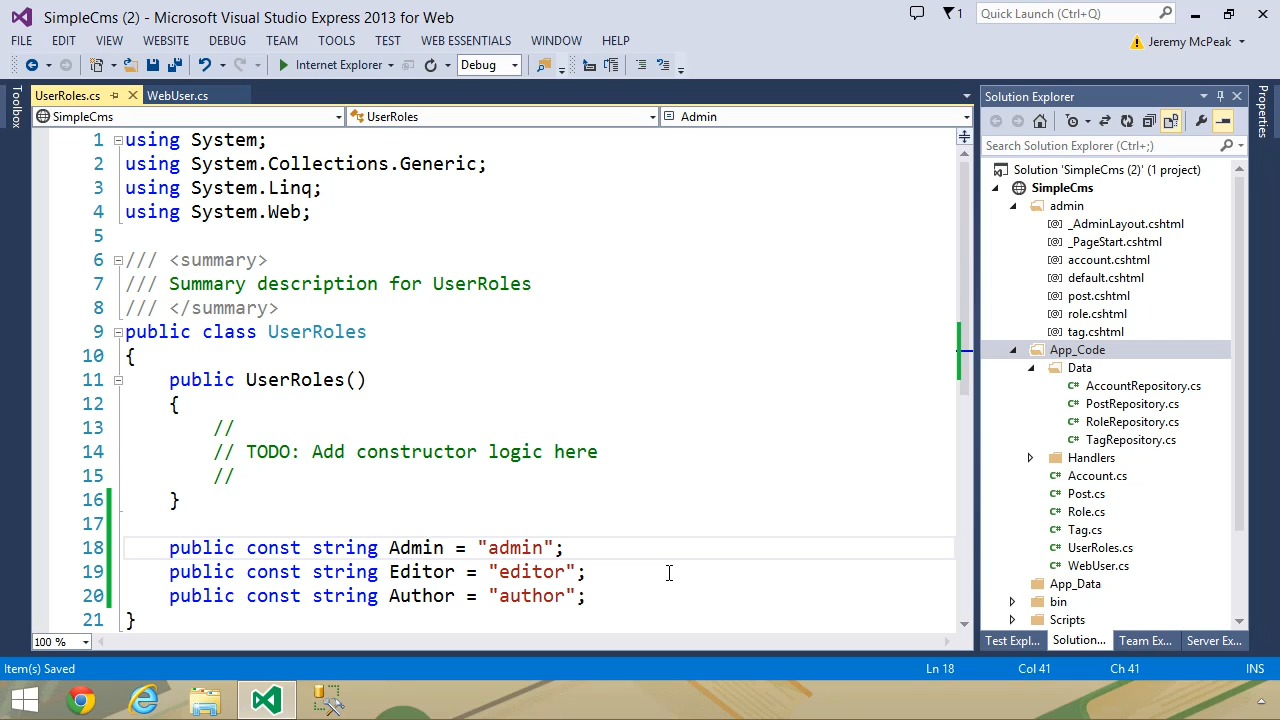 SimpleCms (2) - Microsoft Visual Studio Express 2013 for Web
1
Quick Launch (Ctrl+Q)
FILE EDIT VIEW WEBSITE DEBUG TEAM TOOLS TEST WEB ESSENTIALS WINDOW HELP
Jeremy McPeak
Internet Explorer
Debug
Toolbox
UserRoles.cs
WebUser.cs
SimpleCms
UserRoles
Admin
1 using System;
2 using System.Collections.Generic;
3 using System.Linq;
4 using System.Web;
5
6 /// <summary>
7 /// Summary description for UserRoles
8 /// </summary>
9 public class UserRoles
10 {
11 public UserRoles()
12 {
13 //
14 // TODO: Add constructor logic here
15 //
16 }
17
18 public const string Admin = "admin";
19 public const string Editor = "editor";
20 public const string Author = "author";
21 }
100 %
Solution Explorer
Search Solution Explorer (Ctrl+;)
Solution 'SimpleCms (2)' (1 project)
SimpleCms
admin
_AdminLayout.cshtml
_PageStart.cshtml
account.cshtml
default.cshtml
post.cshtml
role.cshtml
tag.cshtml
App_Code
Data
AccountRepository.cs
PostRepository.cs
RoleRepository.cs
TagRepository.cs
Handlers
Account.cs
Post.cs
Role.cs
Tag.cs
UserRoles.cs
WebUser.cs
App_Data
bin
Scripts
Test Expl... Solution... Team Ex... Server Ex...
Properties
Item(s) Saved
Ln 18
Col 41
Ch 41
INS